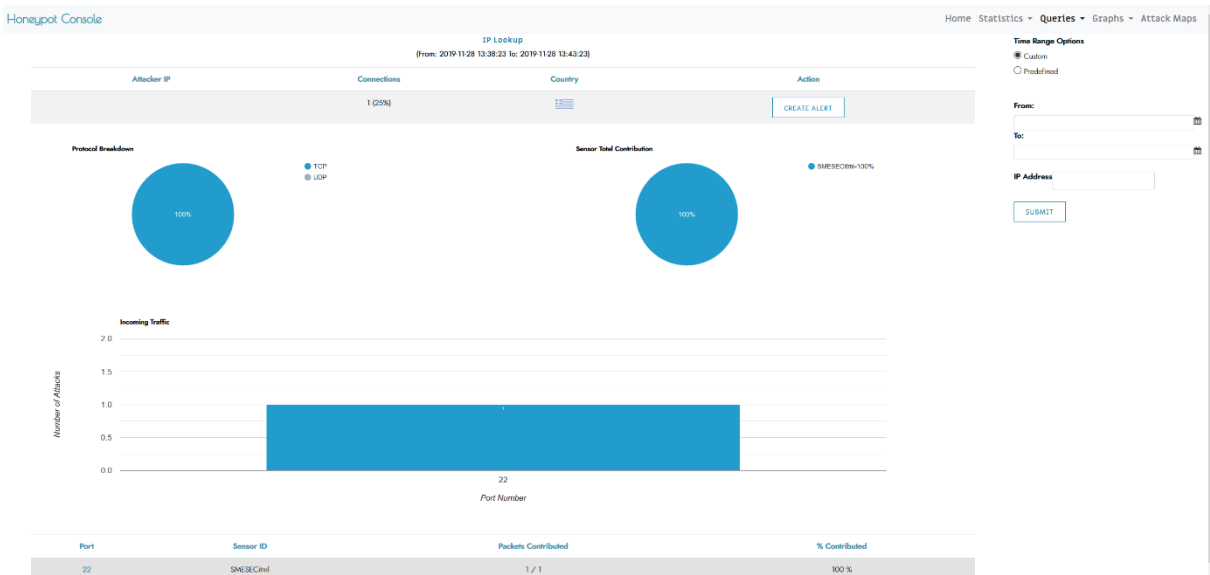 Honeypot Console
Home Statistics Queries Graphs Attack Maps
IP Lookup
(From: 2019-11-28 13:38:23 To: 2019-11-28 13:43:23)
Attacker IP Connections Country Action
1 (25%) CREATE ALERT
Time Range Options
Custom
Predefined
From:
To:
IP Address
SUBMIT
Protocol Breakdown
TCP
UDP
100%
Sensor Total Contribution
SMESECitml-100%
100%
Incoming Traffic
Number of Attacks
2.0
1.5
1.0
0.5
0.0
1
22
Port Number
Port Sensor ID Packets Contributed % Contributed
22 SMESECitml 1 / 1 100 %